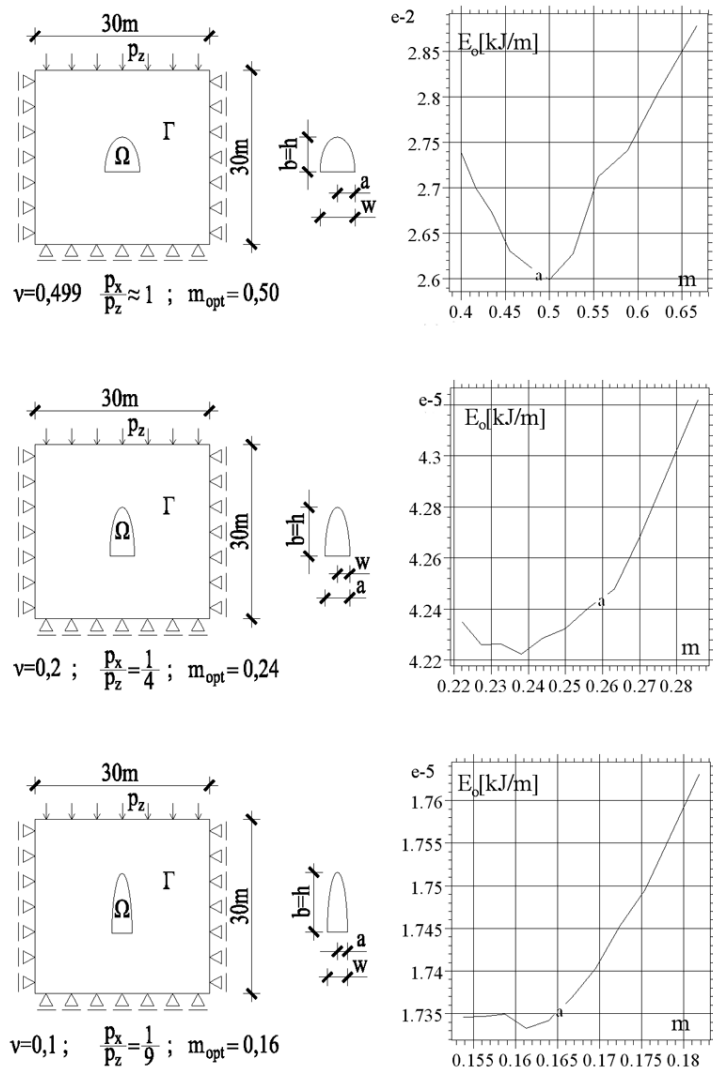 30m
p_z
Γ
Ω
30m
b=h
a
w
ν=0,499 p_x/p_z ≈ 1 ; m_opt = 0,50
e-2
E_o[kJ/m]
2.85
2.8
2.75
2.7
2.65
2.6
a
m
0.4 0.45 0.5 0.55 0.6 0.65
30m
p_z
Γ
Ω
30m
b=h
w
a
ν=0,2 ; p_x/p_z = 1/4 ; m_opt = 0,24
e-5
E_o[kJ/m]
4.3
4.28
4.26
4.24
4.22
a
m
0.22 0.23 0.24 0.25 0.26 0.27 0.28
30m
p_z
Γ
Ω
30m
b=h
a
w
ν=0,1 ; p_x/p_z = 1/9 ; m_opt = 0,16
e-5
E_o[kJ/m]
1.76
1.755
1.75
1.745
1.74
1.735
a
m
0.155 0.16 0.165 0.17 0.175 0.18